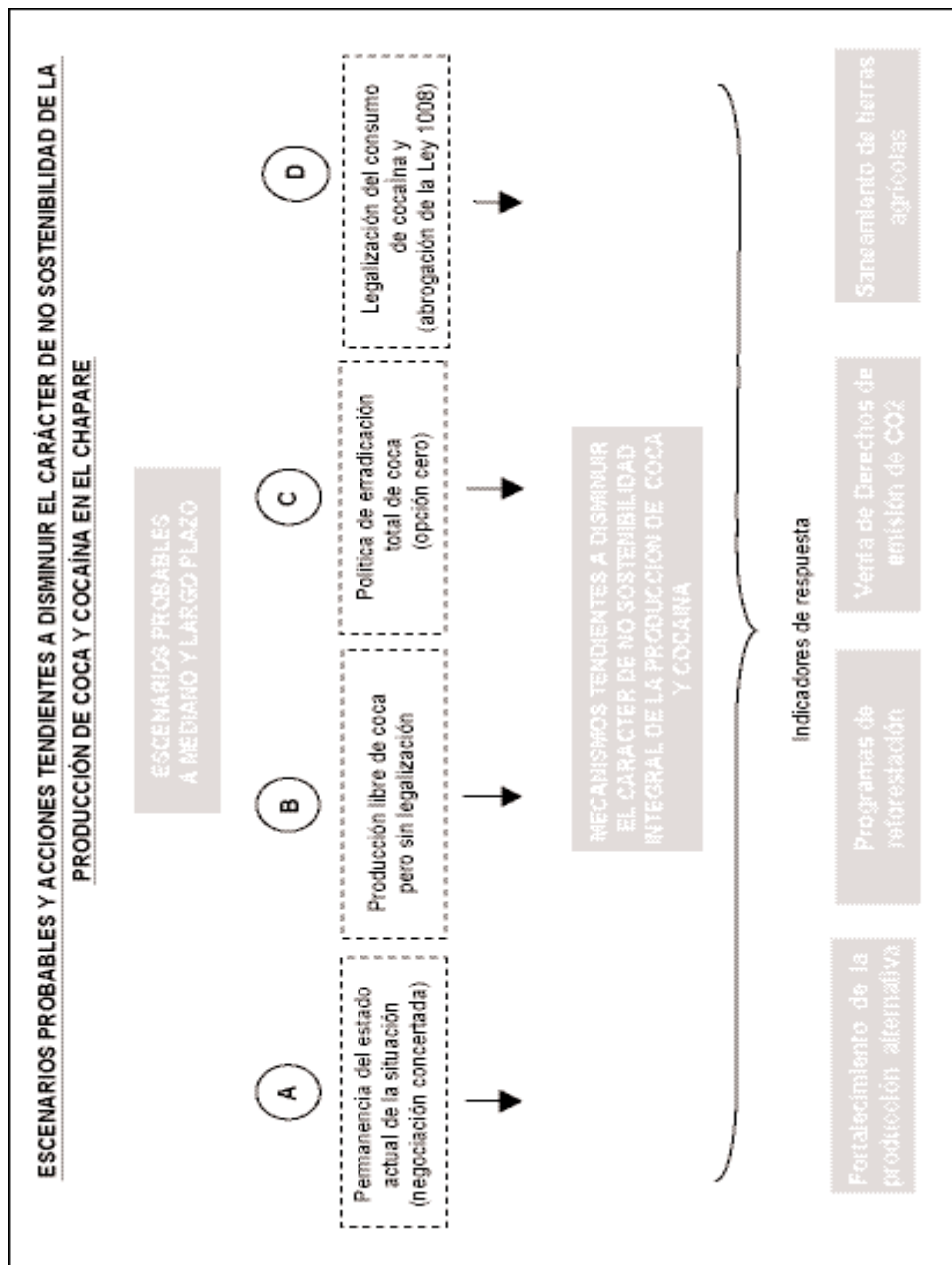 ESCENARIOS PROBABLES Y ACCIONES TENDIENTES A DISMINUIR EL CARÁCTER DE NO SOSTENIBILIDAD DE LA
PRODUCCIÓN DE COCA Y COCAÍNA EN EL CHAPARE
ESCENARIOS PROBABLES
A MEDIANO Y LARGO PLAZO
A
B
C
D
Permanencia del estado
actual de la situación
(negociación concertada)
Producción libre de coca
pero sin legalización
Política de erradicación
total de coca
(opción cero)
Legalización del consumo
de cocaína y
(abrogación de la Ley 1008)
MECANISMOS TENDENTES A DISMINUIR
EL CARÁCTER DE NO SOSTENIBILIDAD
INTEGRAL DE LA PRODUCCION DE COCA
Y COCAINA
Indicadores de respuesta
Fortalecimiento de la
producción alternativa
Programas de
reforestación
Venta de Derechos de
emisión de CO2
Saneamiento de tierras
agrícolas